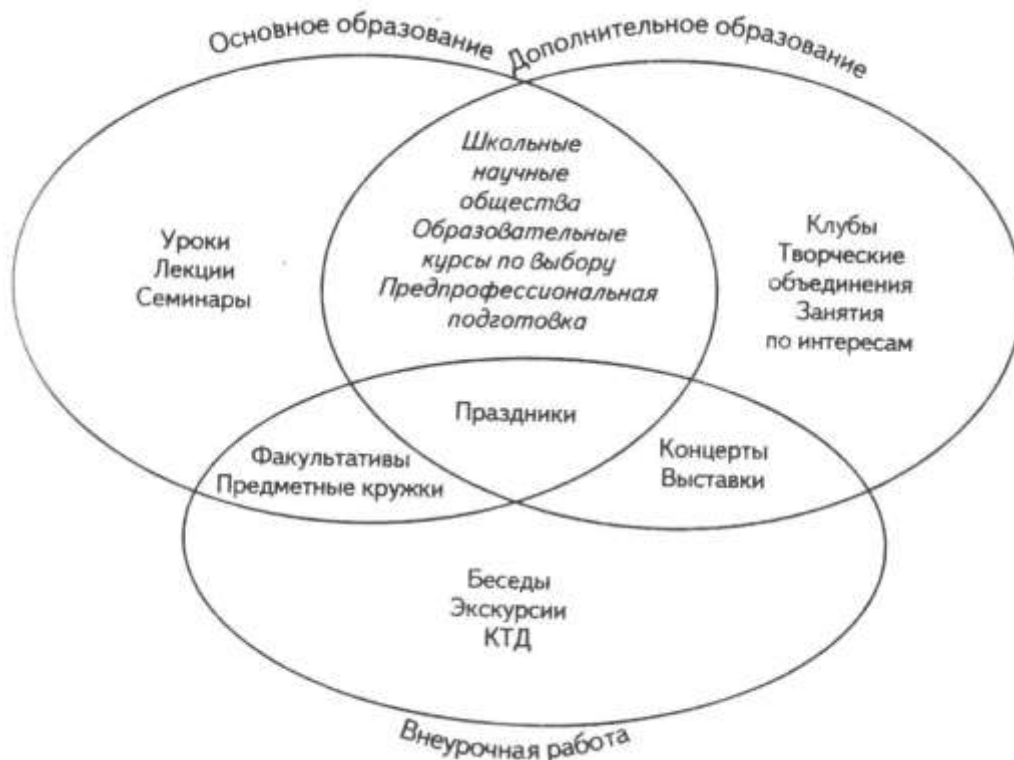 Основное образование
Дополнительное образование
Школьные
научные
общества
Образовательные
курсы по выбору
Предпрофессиональная
подготовка
Уроки
Лекции
Семинары
Клубы
Творческие
объединения
Занятия
по интересам
Праздники
Факультативы
Предметные кружки
Концерты
Выставки
Беседы
Экскурсии
КТД
Внеурочная работа